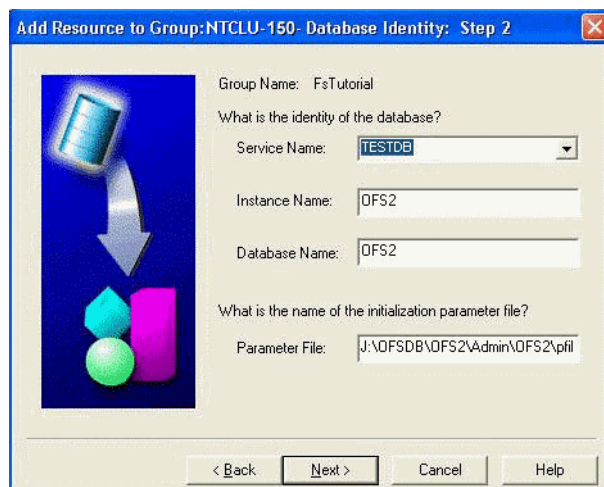 Add Resource to Group:NTCLU-150- Database Identity: Step 2
Group Name: FsTutorial
What is the identity of the database?
Service Name: TESTDB
Instance Name: OFS2
Database Name: OFS2
What is the name of the initialization parameter file?
Parameter File: J:\OFSDB\OFS2\Admin\OFS2\pfil
< Back Next > Cancel Help